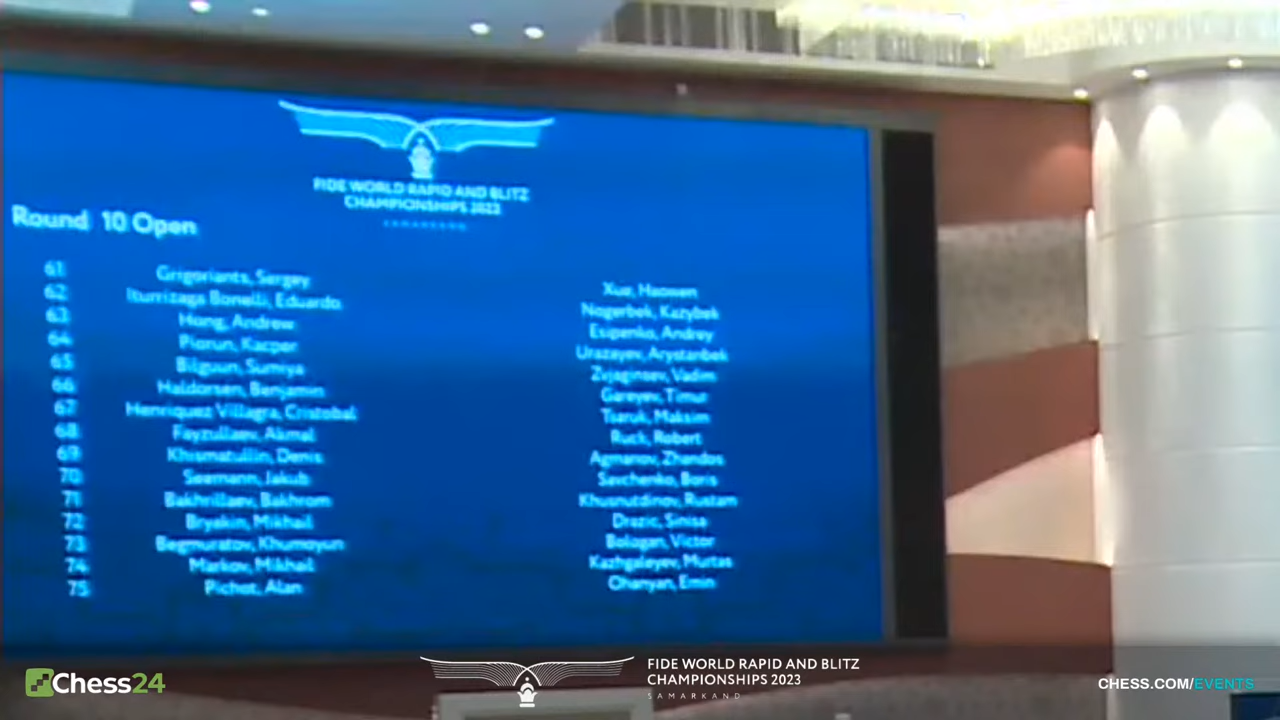 FIDE WORLD RAPID AND BLITZ
CHAMPIONSHIPS 2023
SAMARKAND
Round 10 Open
61 Grigoriants, Sergey Xue, Haowen
62 Iturrizaga Bonelli, Eduardo Nogerbek, Kazybek
63 Hong, Andrew Esipenko, Andrey
64 Piorun, Kacper Urazayev, Arystanbek
65 Bilguun, Sumiya Zvjaginsev, Vadim
66 Haldorsen, Benjamin Gareyev, Timur
67 Henriquez Villagra, Cristobal Tsaruk, Maksim
68 Fayzullaev, Akmal Ruck, Robert
69 Khismatullin, Denis Agmanov, Zhandos
70 Seemann, Jakub Savchenko, Boris
71 Bakhrillaev, Bakhrom Khusnutdinov, Rustam
72 Bryakin, Mikhail Drazic, Sinisa
73 Begmuratov, Khumoyun Bologan, Victor
74 Markov, Mikhail Kazhgaleyev, Murtas
75 Pichot, Alan Ohanyan, Emin
Chess24
FIDE WORLD RAPID AND BLITZ
CHAMPIONSHIPS 2023
SAMARKAND
CHESS.COM/EVENTS